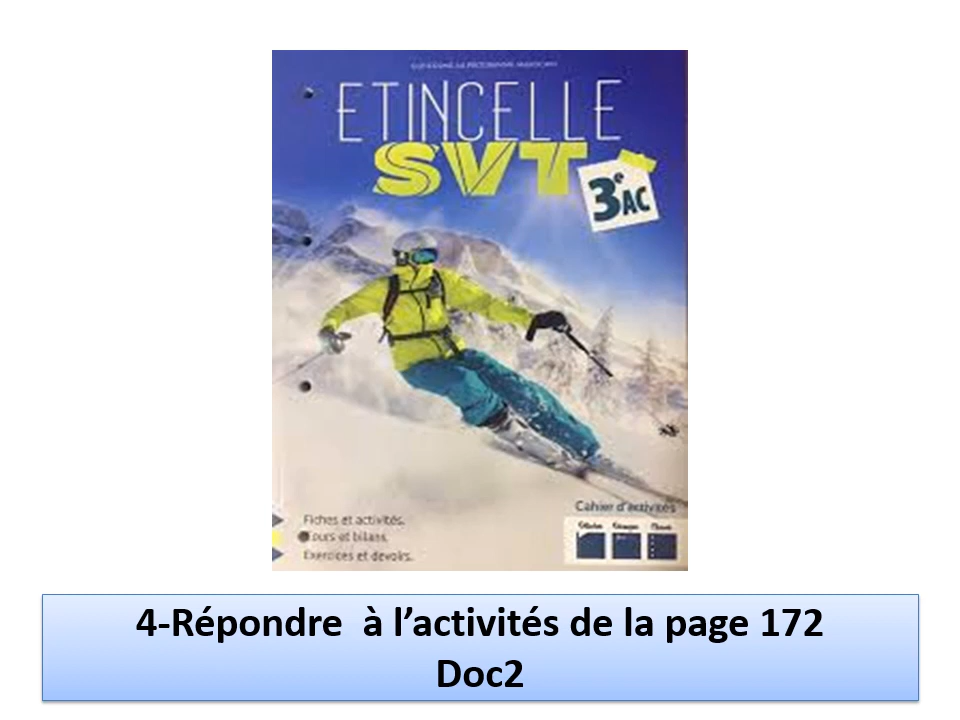 ETINCELLE
SVT
3e AC
Cahier d'activités
Fiches et activités.
Cours et bilans.
Exercices et devoirs.
4-Répondre à l’activités de la page 172
Doc2